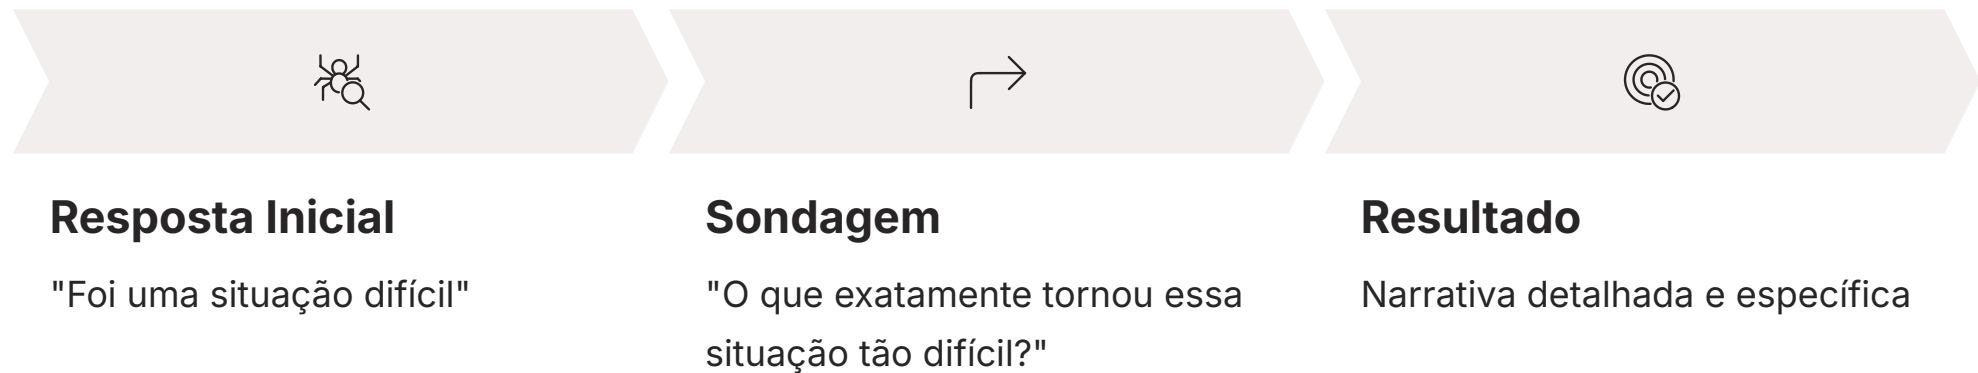 Resposta Inicial
"Foi uma situação difícil"
Sondagem
"O que exatamente tornou essa
situação tão difícil?"
Resultado
Narrativa detalhada e específica